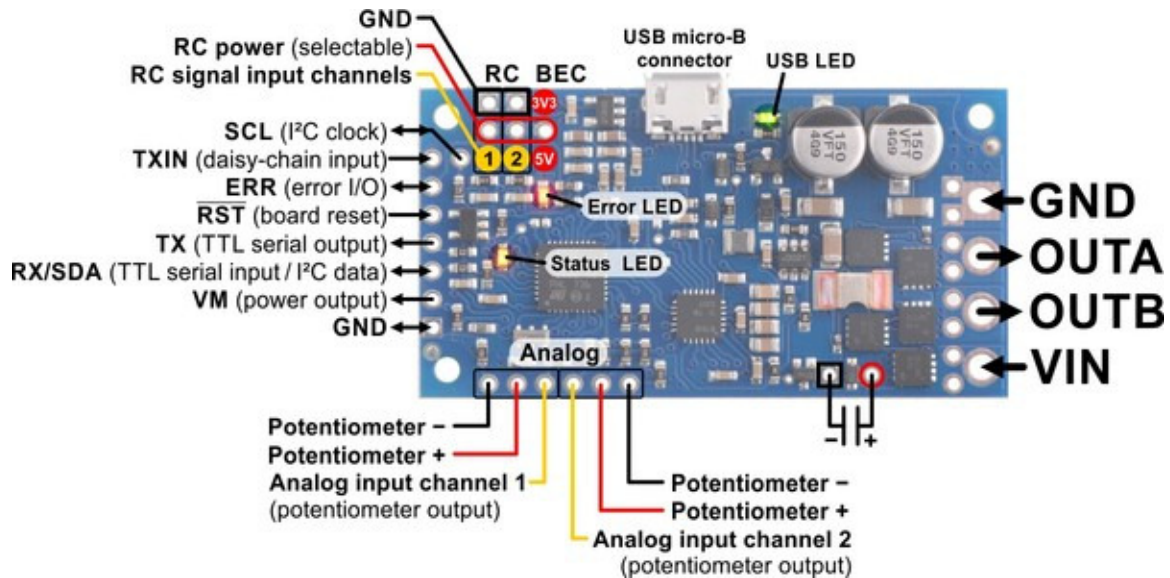 GND
RC power (selectable)
RC signal input channels
RC BEC
3V3
5V
1 2
USB micro-B
connector
USB LED
SCL (I²C clock)
TXIN (daisy-chain input)
ERR (error I/O)
RST (board reset)
TX (TTL serial output)
RX/SDA (TTL serial input / I²C data)
VM (power output)
GND
Error LED
Status LED
150
VFT
4G9
150
VFT
4G9
GND
OUTA
OUTB
VIN
Analog
Potentiometer −
Potentiometer +
Analog input channel 1
(potentiometer output)
− +
Potentiometer −
Potentiometer +
Analog input channel 2
(potentiometer output)